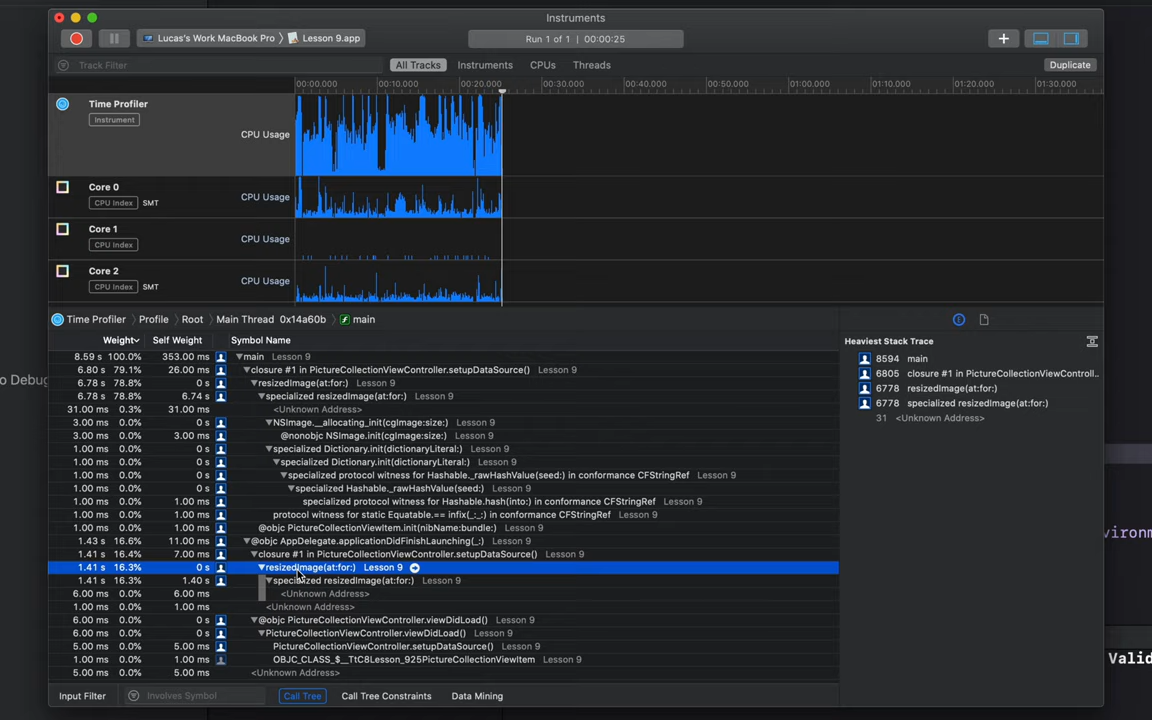 Instruments
Lucas's Work MacBook Pro 〉 Lesson 9.app
Run 1 of 1 | 00:00:25
Track Filter
All Tracks Instruments CPUs Threads
Duplicate
00:00.000 00:10.000 00:20.000 00:30.000 00:40.000 00:50.000 01:00.000 01:10.000 01:20.000 01:30.000
Time Profiler
Instrument
CPU Usage
Core 0
CPU Index SMT
CPU Usage
Core 1
CPU Index
CPU Usage
Core 2
CPU Index SMT
CPU Usage
Time Profiler 〉 Profile 〉 Root 〉 Main Thread 0x14a60b 〉 main
Weight Self Weight Symbol Name
8.59 s 100.0% 353.00 ms main Lesson 9
6.80 s 79.1% 26.00 ms closure #1 in PictureCollectionViewController.setupDataSource() Lesson 9
6.78 s 78.8% 0 s resizedImage(at:for:) Lesson 9
6.78 s 78.8% 6.74 s specialized resizedImage(at:for:) Lesson 9
31.00 ms 0.3% 31.00 ms <Unknown Address>
3.00 ms 0.0% 0 s NSImage.__allocating_init(cgImage:size:) Lesson 9
3.00 ms 0.0% 3.00 ms @nonobjc NSImage.init(cgImage:size:) Lesson 9
1.00 ms 0.0% 0 s specialized Dictionary.init(dictionaryLiteral:) Lesson 9
1.00 ms 0.0% 0 s specialized Dictionary.init(dictionaryLiteral:) Lesson 9
1.00 ms 0.0% 0 s specialized protocol witness for Hashable._rawHashValue(seed:) in conformance CFStringRef Lesson 9
1.00 ms 0.0% 0 s specialized Hashable._rawHashValue(seed:) Lesson 9
1.00 ms 0.0% 1.00 ms specialized protocol witness for Hashable.hash(into:) in conformance CFStringRef Lesson 9
1.00 ms 0.0% 1.00 ms protocol witness for static Equatable.== infix(_:_:) in conformance CFStringRef Lesson 9
1.00 ms 0.0% 1.00 ms @objc PictureCollectionViewItem.init(nibName:bundle:) Lesson 9
1.43 s 16.6% 11.00 ms @objc AppDelegate.applicationDidFinishLaunching(_:) Lesson 9
1.41 s 16.4% 7.00 ms closure #1 in PictureCollectionViewController.setupDataSource() Lesson 9
1.41 s 16.3% 0 s resizedImage(at:for:) Lesson 9
1.41 s 16.3% 1.40 s specialized resizedImage(at:for:) Lesson 9
6.00 ms 0.0% 6.00 ms <Unknown Address>
1.00 ms 0.0% 1.00 ms <Unknown Address>
6.00 ms 0.0% 0 s @objc PictureCollectionViewController.viewDidLoad() Lesson 9
6.00 ms 0.0% 0 s PictureCollectionViewController.viewDidLoad() Lesson 9
5.00 ms 0.0% 5.00 ms PictureCollectionViewController.setupDataSource() Lesson 9
1.00 ms 0.0% 1.00 ms OBJC_CLASS_$__TtC8Lesson_925PictureCollectionViewItem Lesson 9
5.00 ms 0.0% 5.00 ms <Unknown Address>
Heaviest Stack Trace
8594 main
6805 closure #1 in PictureCollectionViewControll..
6778 resizedImage(at:for:)
6778 specialized resizedImage(at:for:)
31 <Unknown Address>
Input Filter Involves Symbol Call Tree Call Tree Constraints Data Mining
o Debug
vironm
Valid